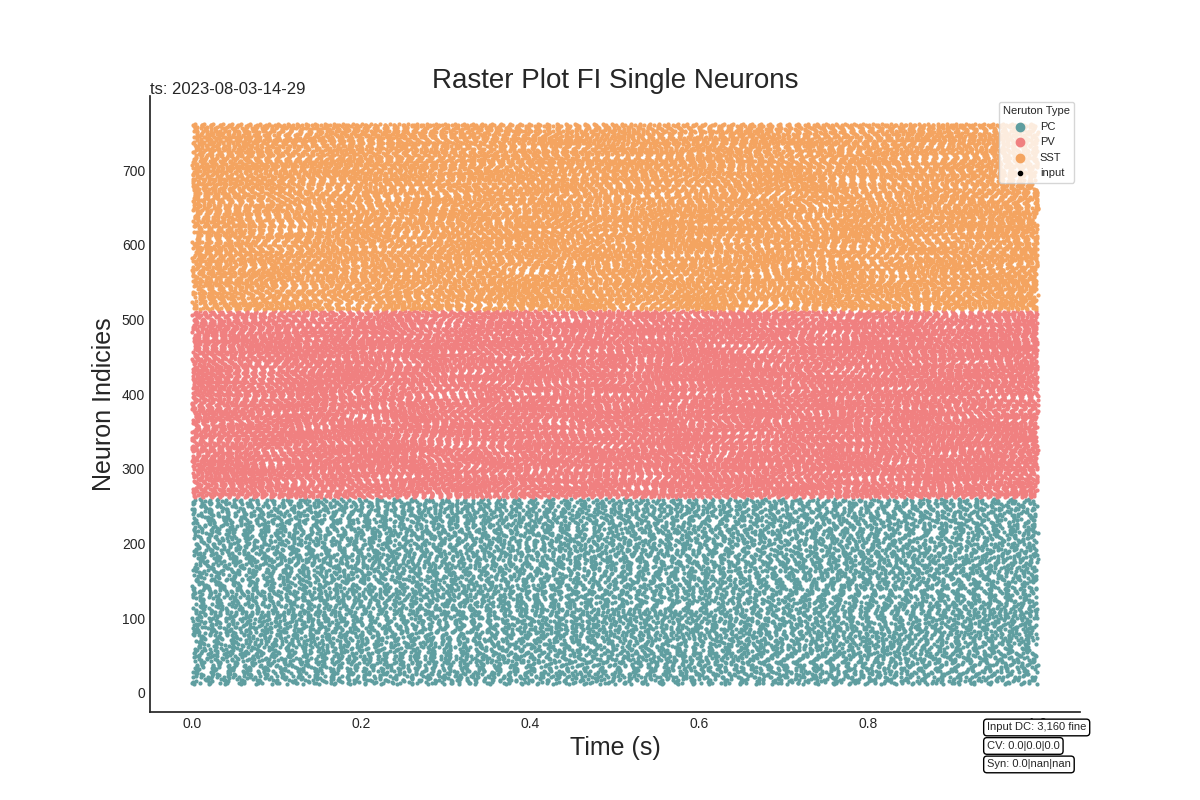 Raster Plot FI Single Neurons
ts: 2023-08-03-14-29
Neruton Type
PC
PV
SST
input
Neuron Indicies
700
600
500
400
300
200
100
0
0.0
0.2
0.4
0.6
0.8
Time (s)
Input DC: 3,160 fine
CV: 0.0|0.0|0.0
Syn: 0.0|nan|nan